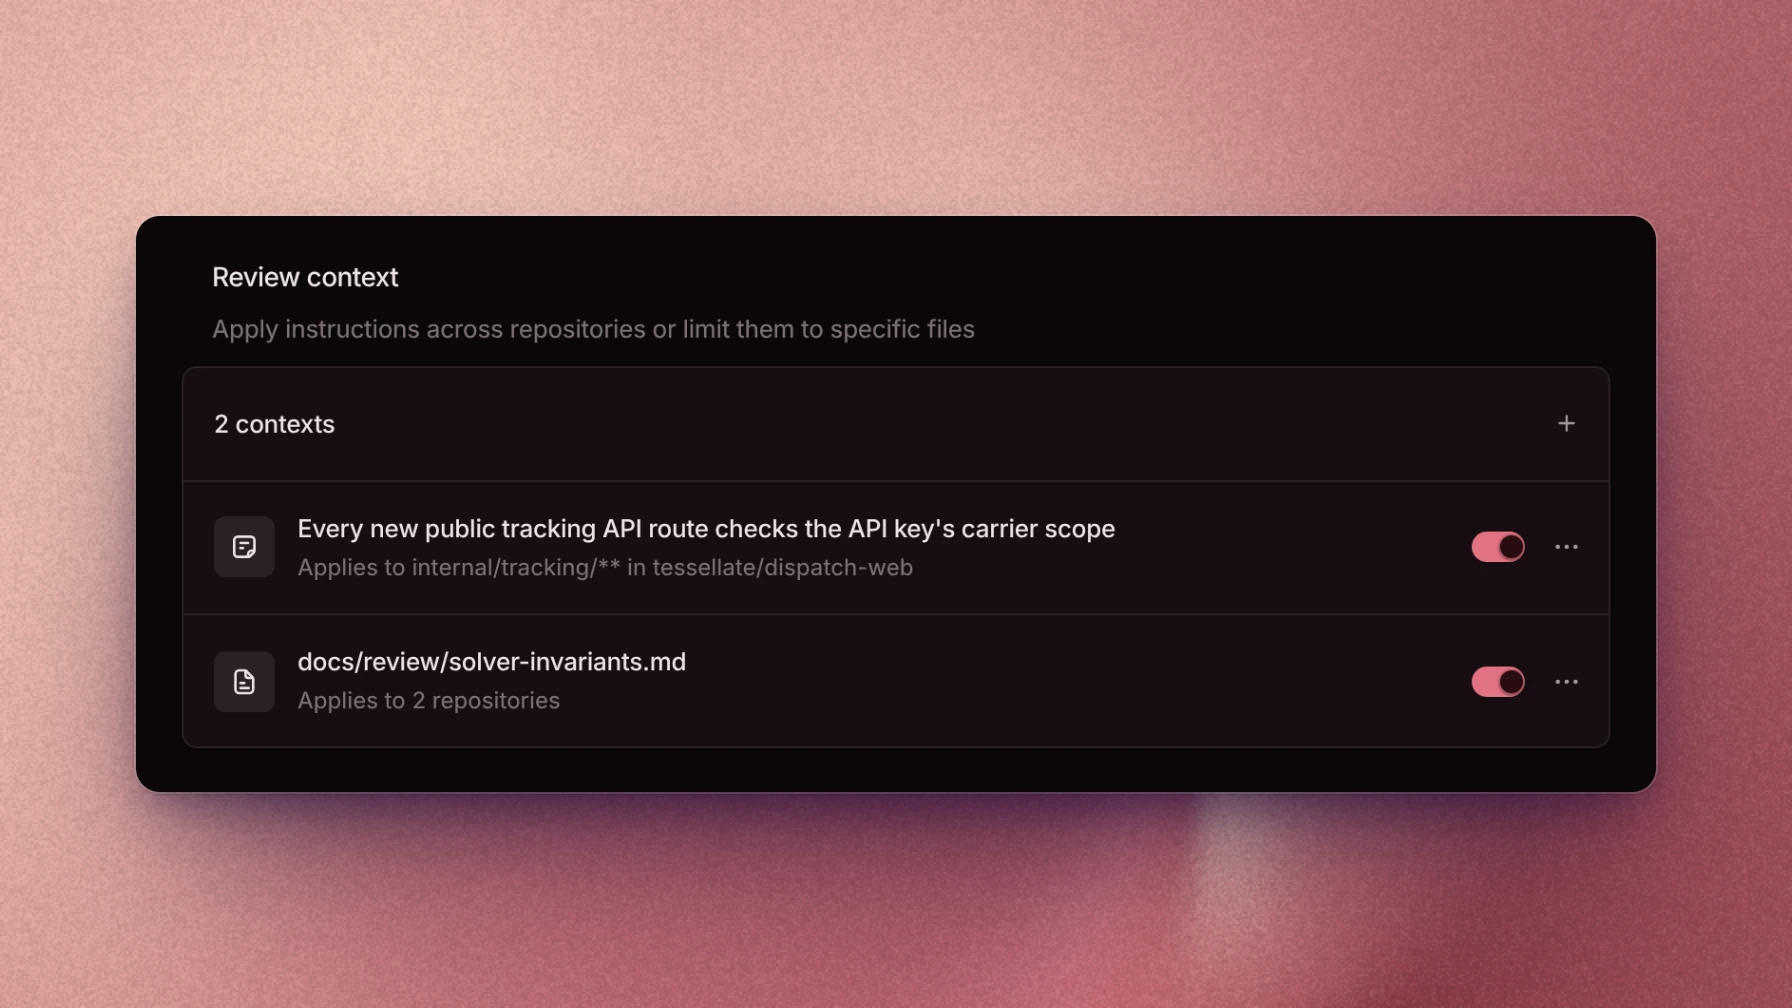 Review context
Apply instructions across repositories or limit them to specific files
2 contexts
Every new public tracking API route checks the API key's carrier scope
Applies to internal/tracking/** in tessellate/dispatch-web
docs/review/solver-invariants.md
Applies to 2 repositories